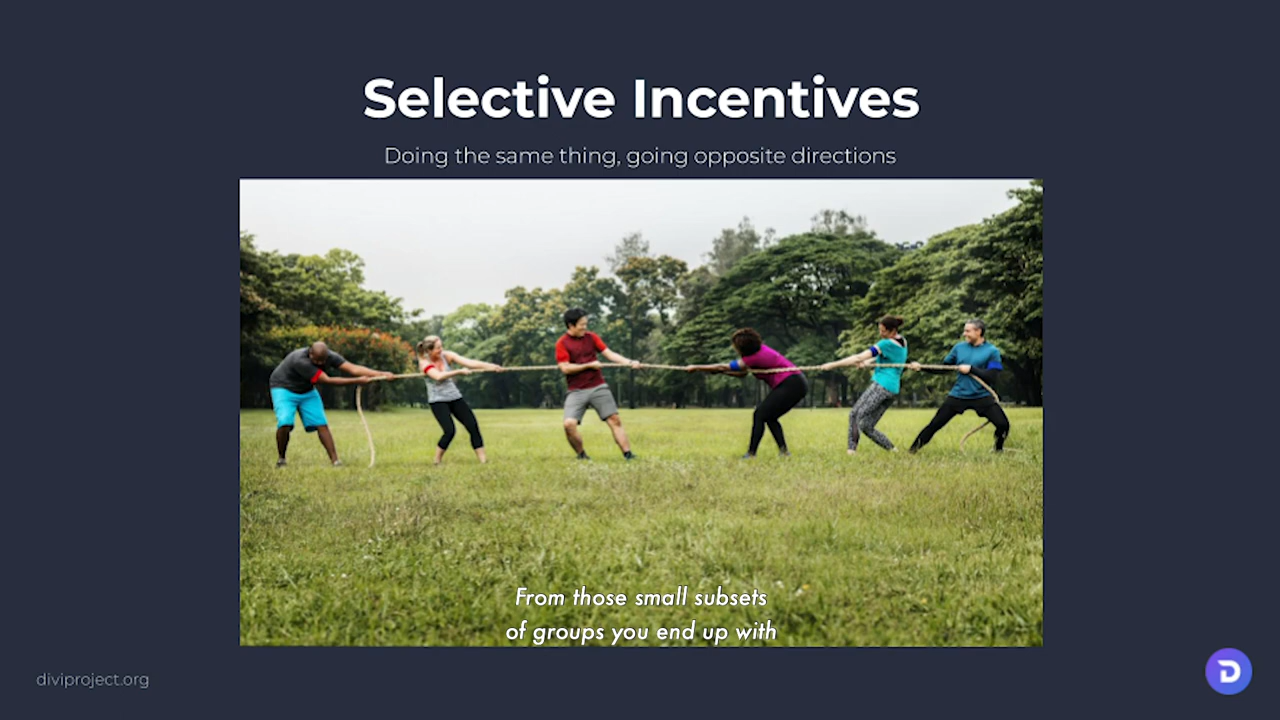 Selective Incentives
Doing the same thing, going opposite directions
From those small subsets
of groups you end up with
diviproject.org
D